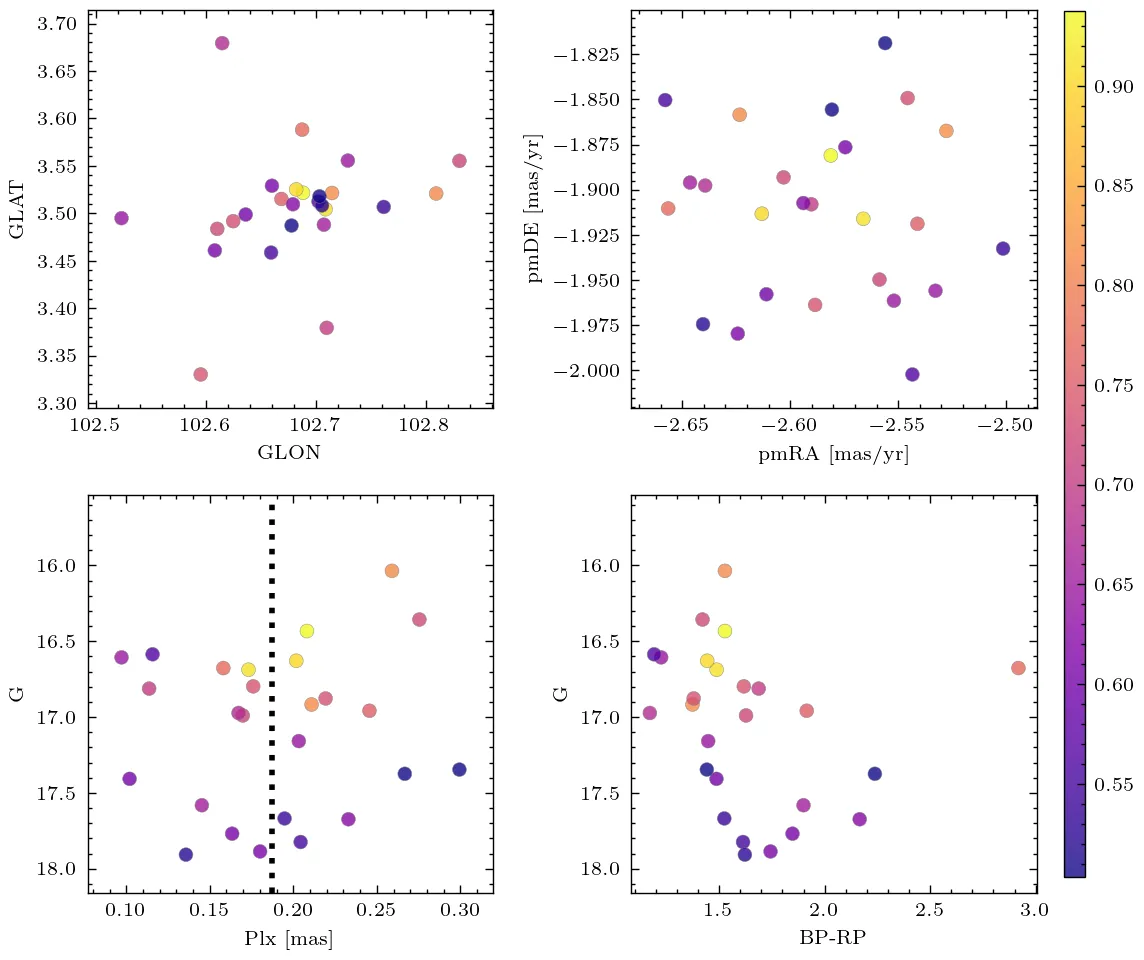 3.70
3.65
3.60
3.55
3.50
3.45
3.40
3.35
3.30
GLAT
102.5 102.6 102.7 102.8
GLON
−1.825
−1.850
−1.875
−1.900
−1.925
−1.950
−1.975
−2.000
pmDE [mas/yr]
−2.65 −2.60 −2.55 −2.50
pmRA [mas/yr]
0.90
0.85
0.80
0.75
0.70
0.65
0.60
0.55
16.0
16.5
17.0
17.5
18.0
G
0.10 0.15 0.20 0.25 0.30
Plx [mas]
16.0
16.5
17.0
17.5
18.0
G
1.5 2.0 2.5 3.0
BP-RP